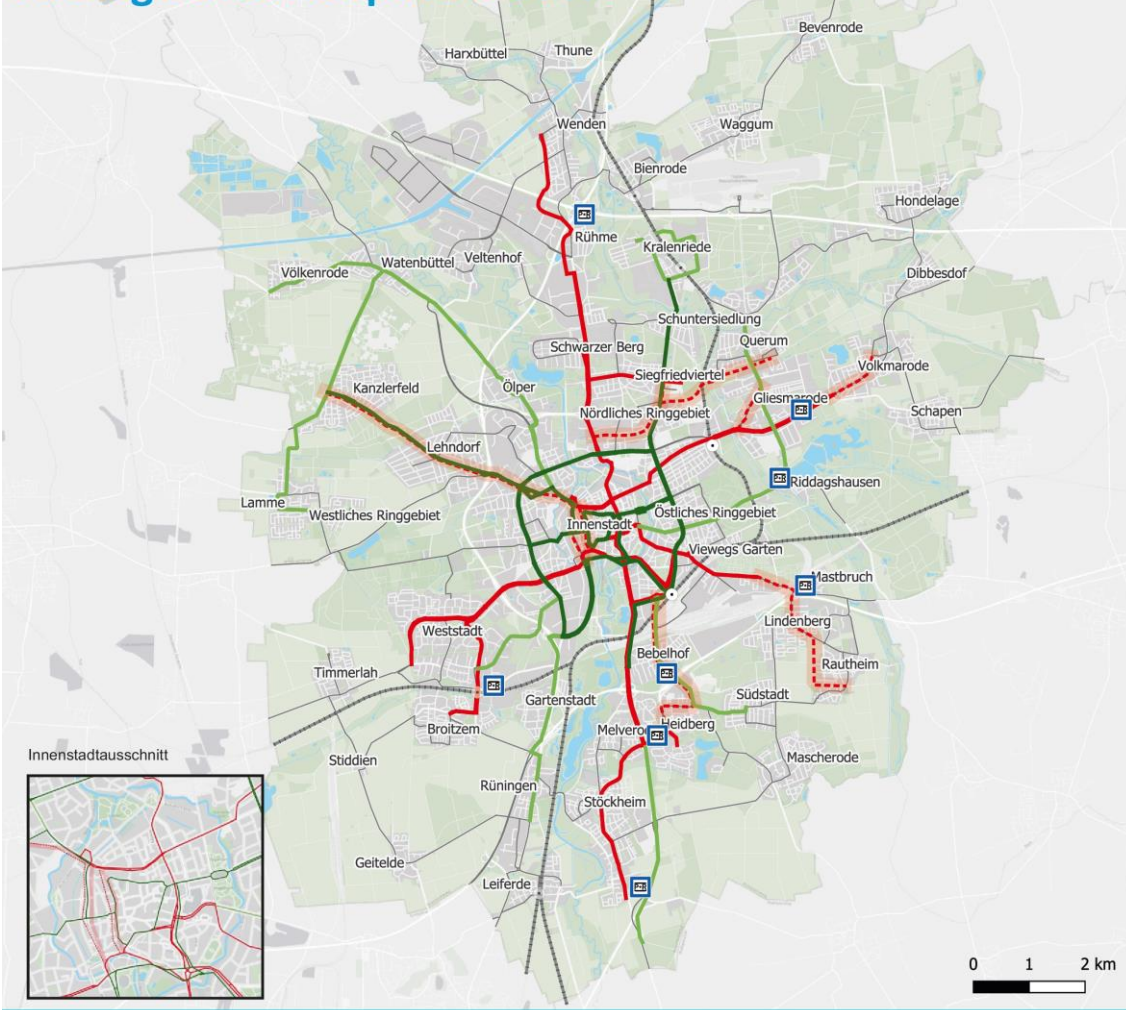 Bevenrode
Harxbüttel
Thune
Wenden
Waggum
Bienrode
Hondelage
Rühme
Kralenriede
Veltenhof
Watenbüttel
Völkenrode
Dibbesdorf
Schuntersiedlung
Querum
Schwarzer Berg
Volkmarode
Siegfriedviertel
Kanzlerfeld
Ölper
Gliesmarode
Nördliches Ringgebiet
Schapen
Lehndorf
Riddagshausen
Lamme
Westliches Ringgebiet
Östliches Ringgebiet
Innenstadt
Viewegs Garten
Mastbruch
Lindenberg
Weststadt
Bebelhof
Rautheim
Timmerlah
Südstadt
Gartenstadt
Broitzem
Heidberg
Mascherode
Innenstadtausschnitt
Stiddien
Rüningen
Stöckheim
Geitelde
Leiferde
0 1 2 km